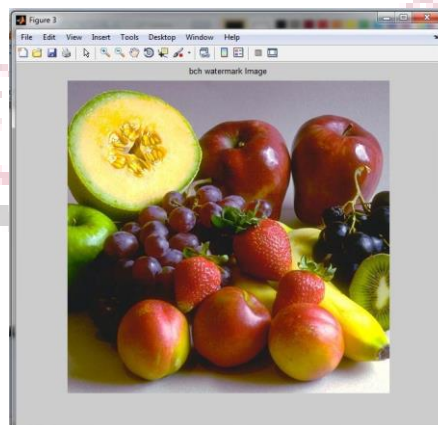 Figure 3
File Edit View Insert Tools Desktop Window Help
bch watermark Image